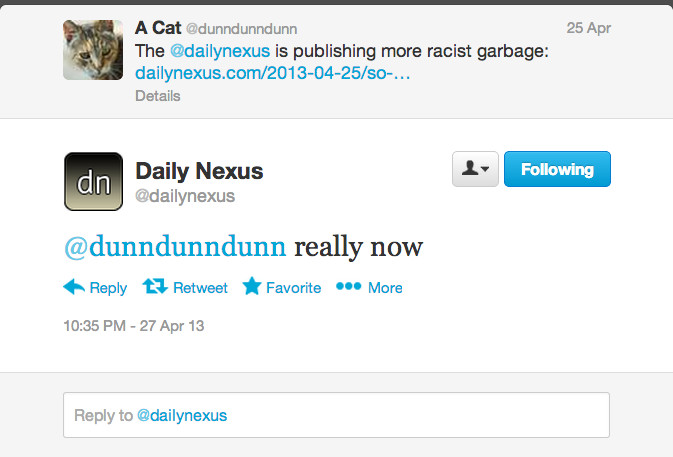 A Cat @dunndunndunn 25 Apr
The @dailynexus is publishing more racist garbage:
dailynexus.com/2013-04-25/so-…
Details
dn
Daily Nexus
@dailynexus
Following
@dunndunndunn really now
Reply Retweet Favorite More
10:35 PM - 27 Apr 13
Reply to @dailynexus